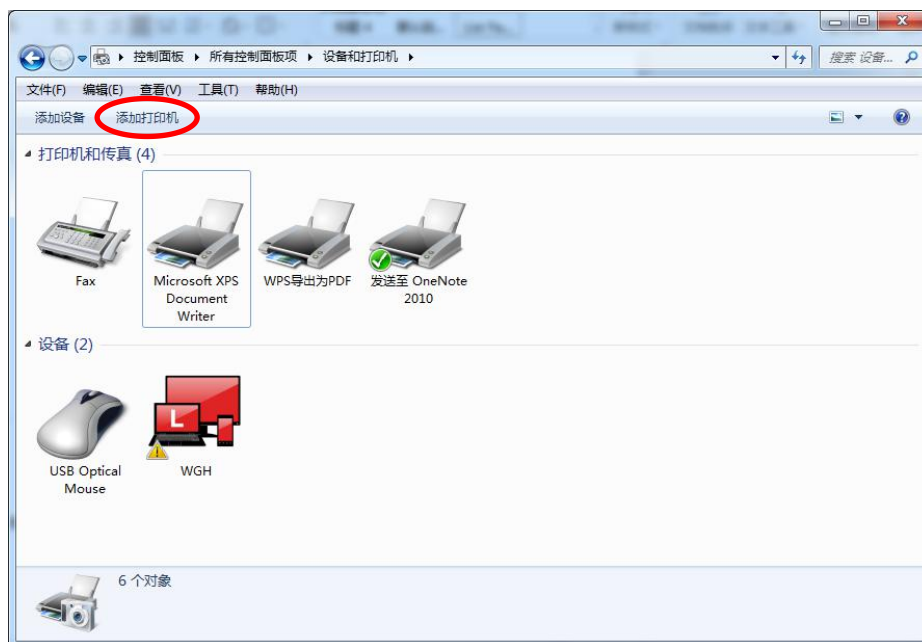 控制面板 所有控制面板项 设备和打印机 搜索 设备...
文件(F) 编辑(E) 查看(V) 工具(T) 帮助(H)
添加设备 添加打印机
打印机和传真 (4)
Fax
Microsoft XPS
Document
Writer
WPS导出为PDF
发送至 OneNote
2010
设备 (2)
L
USB Optical
Mouse
WGH
6 个对象